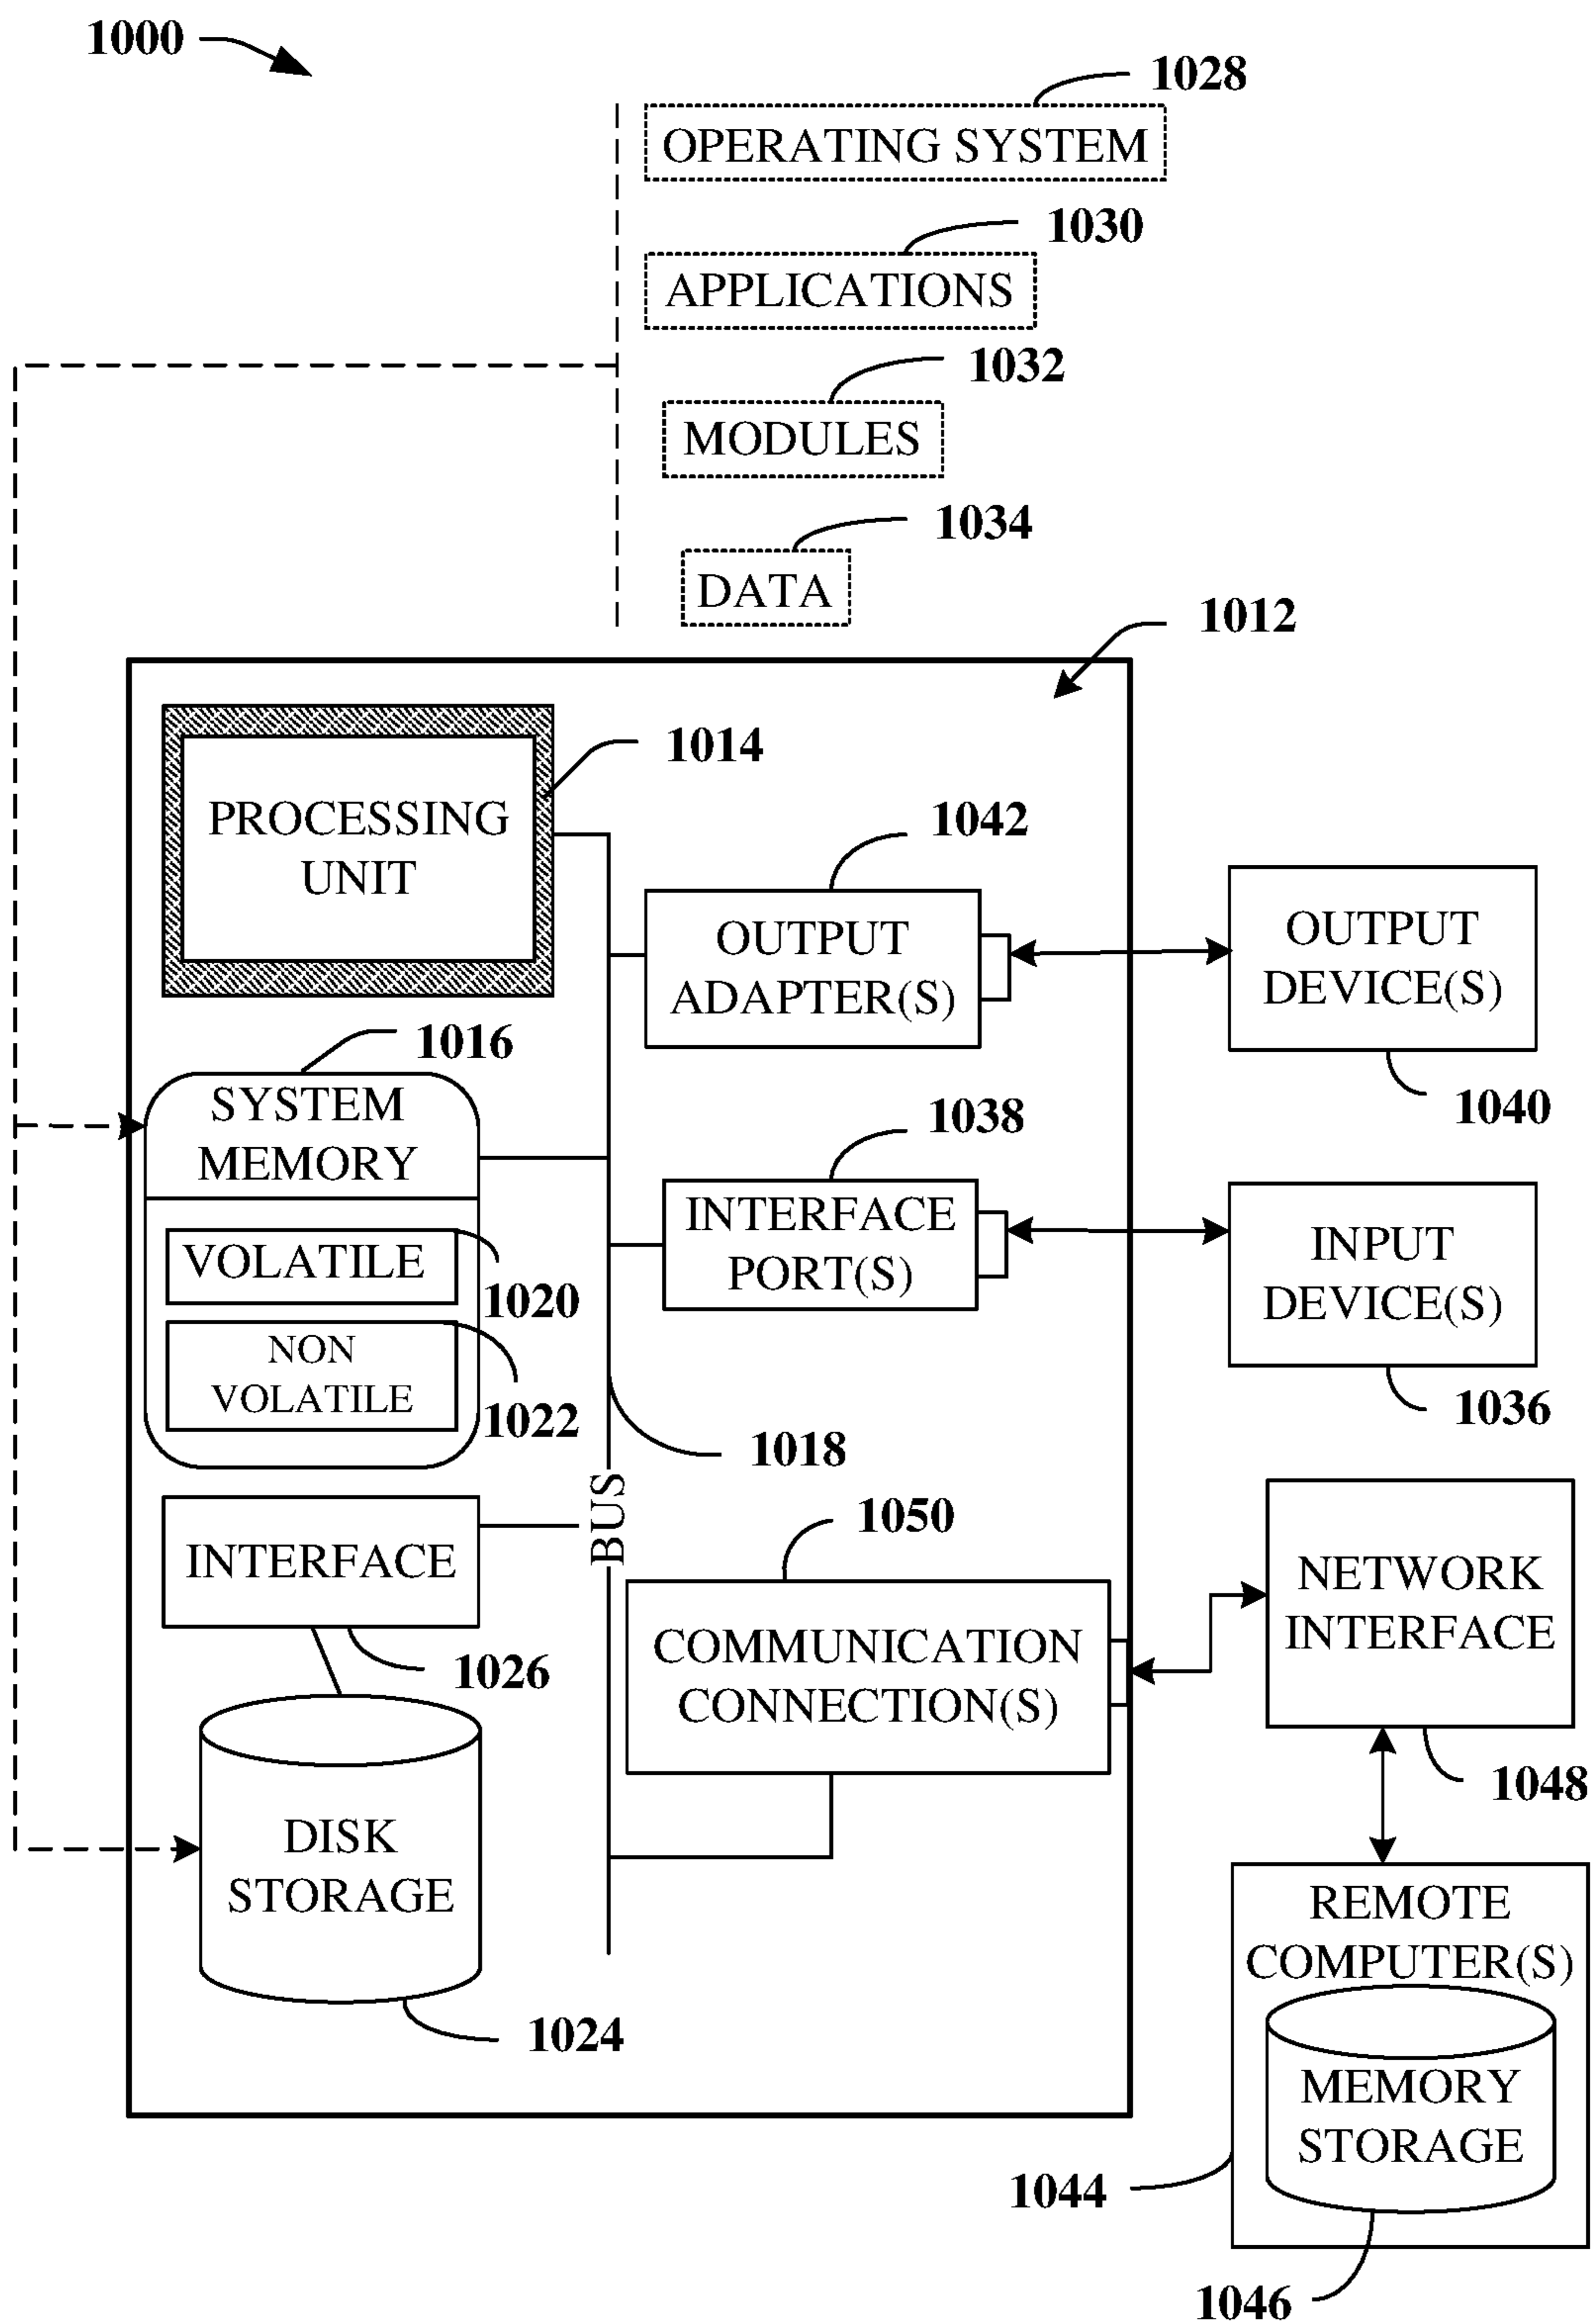 1000
1028
OPERATING SYSTEM
1030
APPLICATIONS
1032
MODULES
1034
DATA
1012
1014
PROCESSING
UNIT
1042
OUTPUT
ADAPTER(S)
OUTPUT
DEVICE(S)
1040
1016
SYSTEM
MEMORY
VOLATILE
1020
NON
VOLATILE
1022
1038
INTERFACE
PORT(S)
INPUT
DEVICE(S)
1036
1018
BUS
INTERFACE
1026
1050
COMMUNICATION
CONNECTION(S)
NETWORK
INTERFACE
1048
DISK
STORAGE
1024
REMOTE
COMPUTER(S)
MEMORY
STORAGE
1044
1046